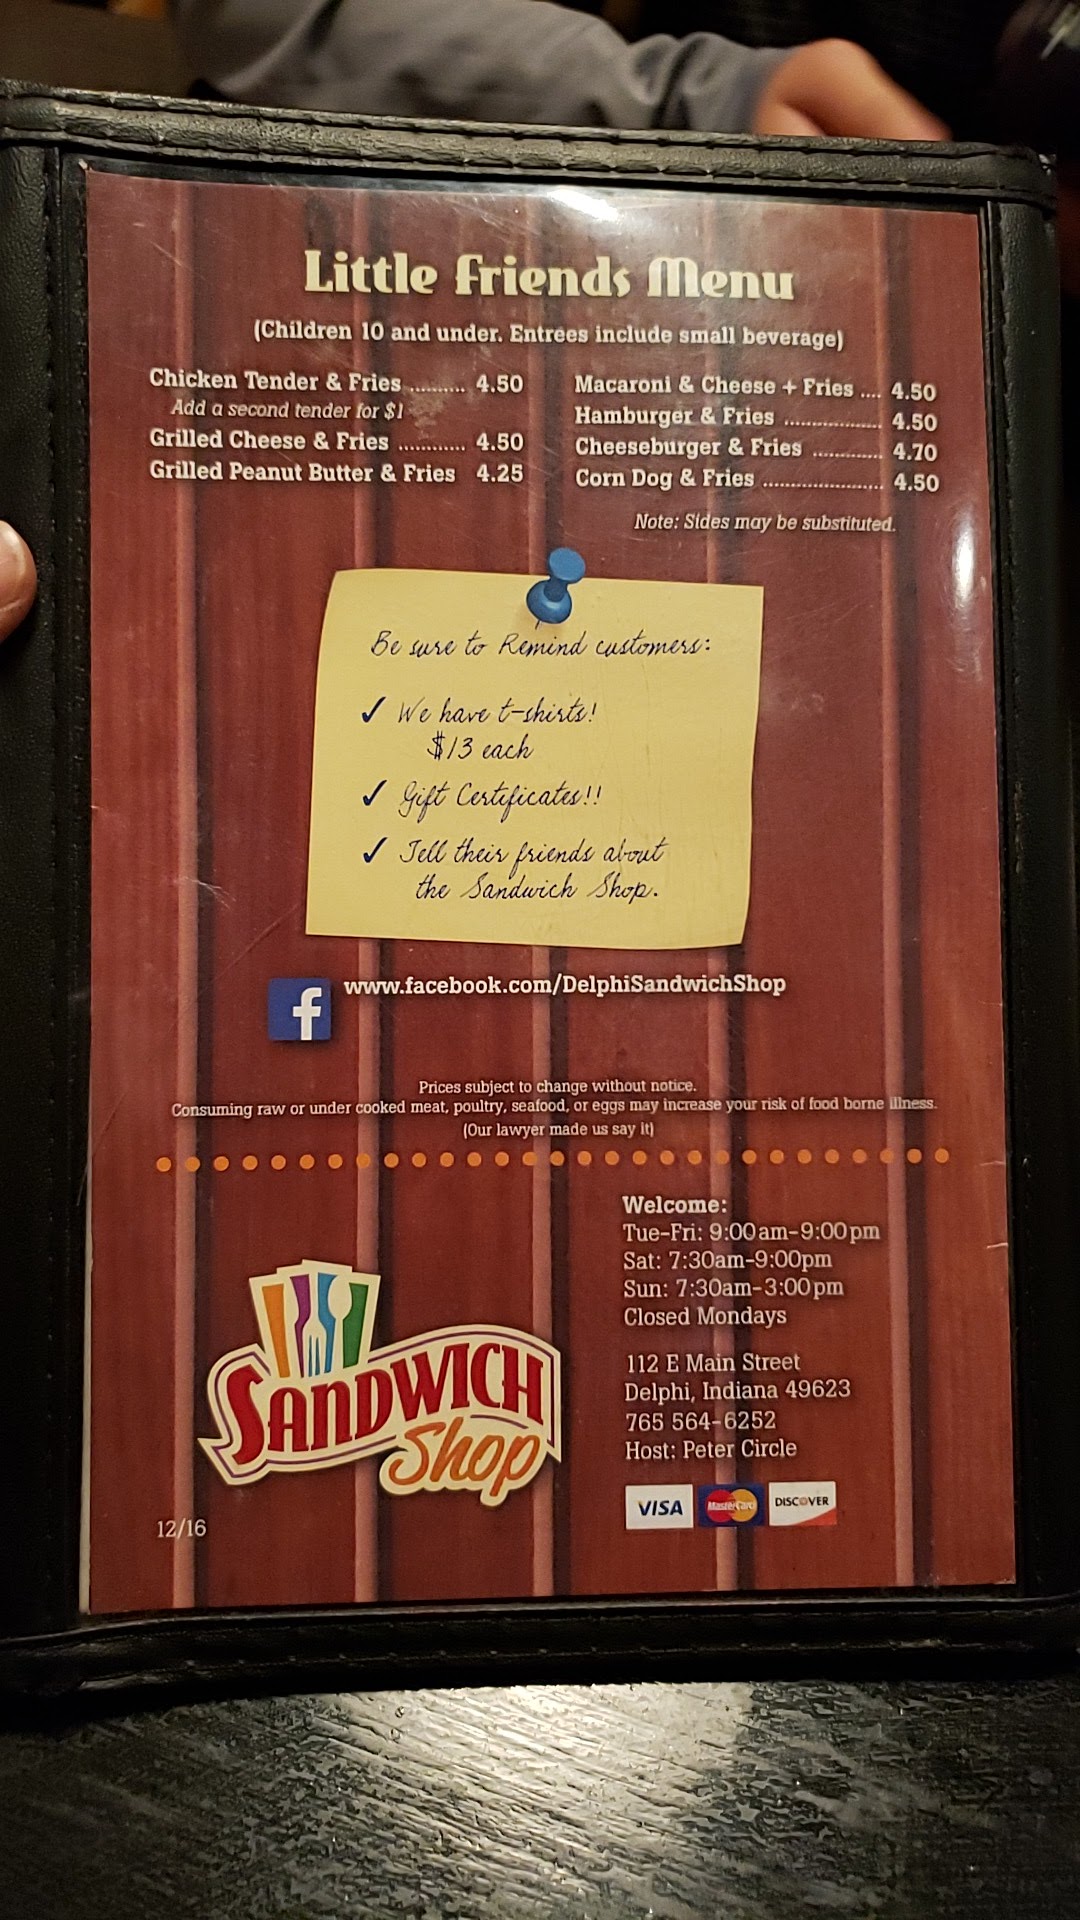 Little Friends Menu
(Children 10 and under. Entrees include small beverage)
Chicken Tender & Fries .......... 4.50
Add a second tender for $1
Grilled Cheese & Fries ............ 4.50
Grilled Peanut Butter & Fries 4.25
Macaroni & Cheese + Fries .... 4.50
Hamburger & Fries .................. 4.50
Cheeseburger & Fries ............. 4.70
Corn Dog & Fries ...................... 4.50
Note: Sides may be substituted.
Be sure to Remind customers:
✓ We have t-shirts!
$13 each
✓ Gift Certificates!!
✓ Tell their friends about
the Sandwich Shop.
f www.facebook.com/DelphiSandwichShop
Prices subject to change without notice.
Consuming raw or under cooked meat, poultry, seafood, or eggs may increase your risk of food borne illness.
(Our lawyer made us say it)
Welcome:
Tue-Fri: 9:00am-9:00pm
Sat: 7:30am-9:00pm
Sun: 7:30am-3:00pm
Closed Mondays
112 E Main Street
Delphi, Indiana 49623
765 564-6252
Host: Peter Circle
VISA MasterCard DISCOVER
SANDWICH
Shop
12/16